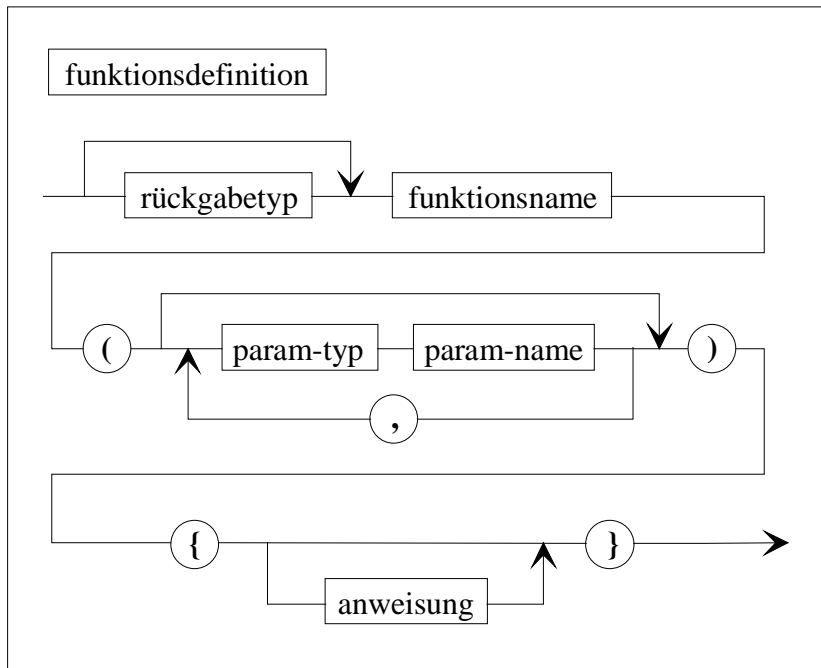 funktionsdefinition
rückgabetyp funktionsname
( param-typ param-name )
,
{ }
anweisung